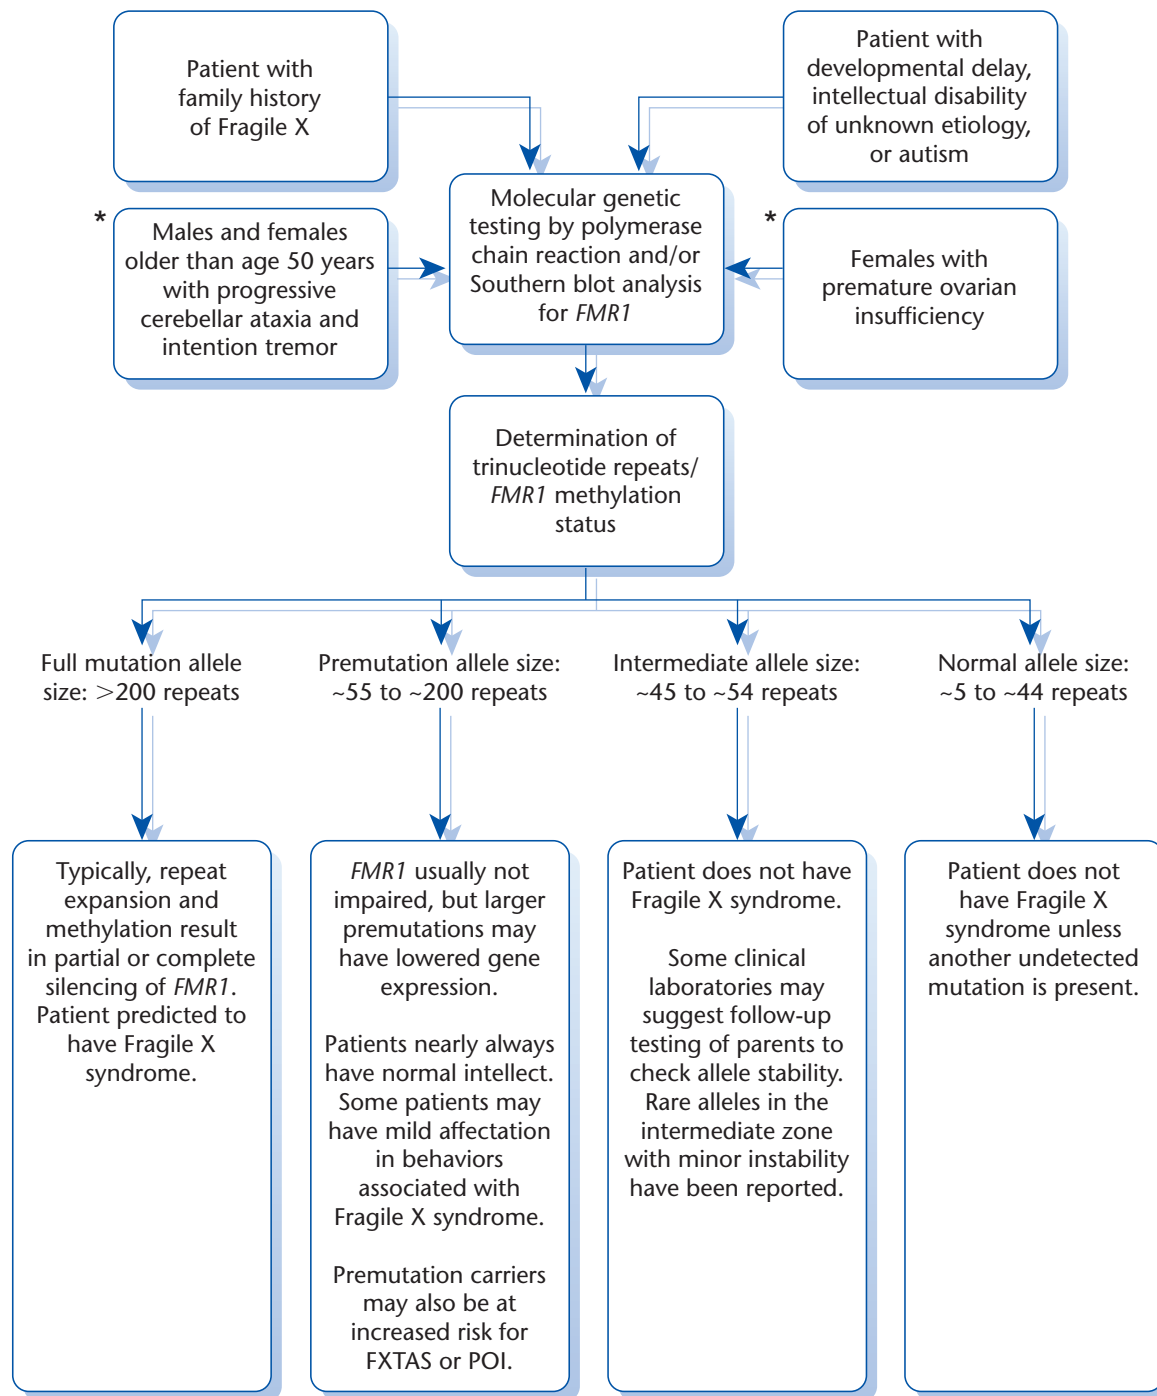 Patient with
family history
of Fragile X
Patient with
developmental delay,
intellectual disability
of unknown etiology,
or autism
*
Males and females
older than age 50 years
with progressive
cerebellar ataxia and
intention tremor
Molecular genetic
testing by polymerase
chain reaction and/or
Southern blot analysis
for FMR1
*
Females with
premature ovarian
insufficiency
Determination of
trinucleotide repeats/
FMR1 methylation
status
Full mutation allele
size: >200 repeats
Premutation allele size:
~55 to ~200 repeats
Intermediate allele size:
~45 to ~54 repeats
Normal allele size:
~5 to ~44 repeats
Typically, repeat
expansion and
methylation result
in partial or complete
silencing of FMR1.
Patient predicted to
have Fragile X
syndrome.
FMR1 usually not
impaired, but larger
premutations may
have lowered gene
expression.
Patients nearly always
have normal intellect.
Some patients may
have mild affectation
in behaviors
associated with
Fragile X syndrome.
Premutation carriers
may also be at
increased risk for
FXTAS or POI.
Patient does not have
Fragile X syndrome.
Some clinical
laboratories may
suggest follow-up
testing of parents to
check allele stability.
Rare alleles in the
intermediate zone
with minor instability
have been reported.
Patient does not
have Fragile X
syndrome unless
another undetected
mutation is present.